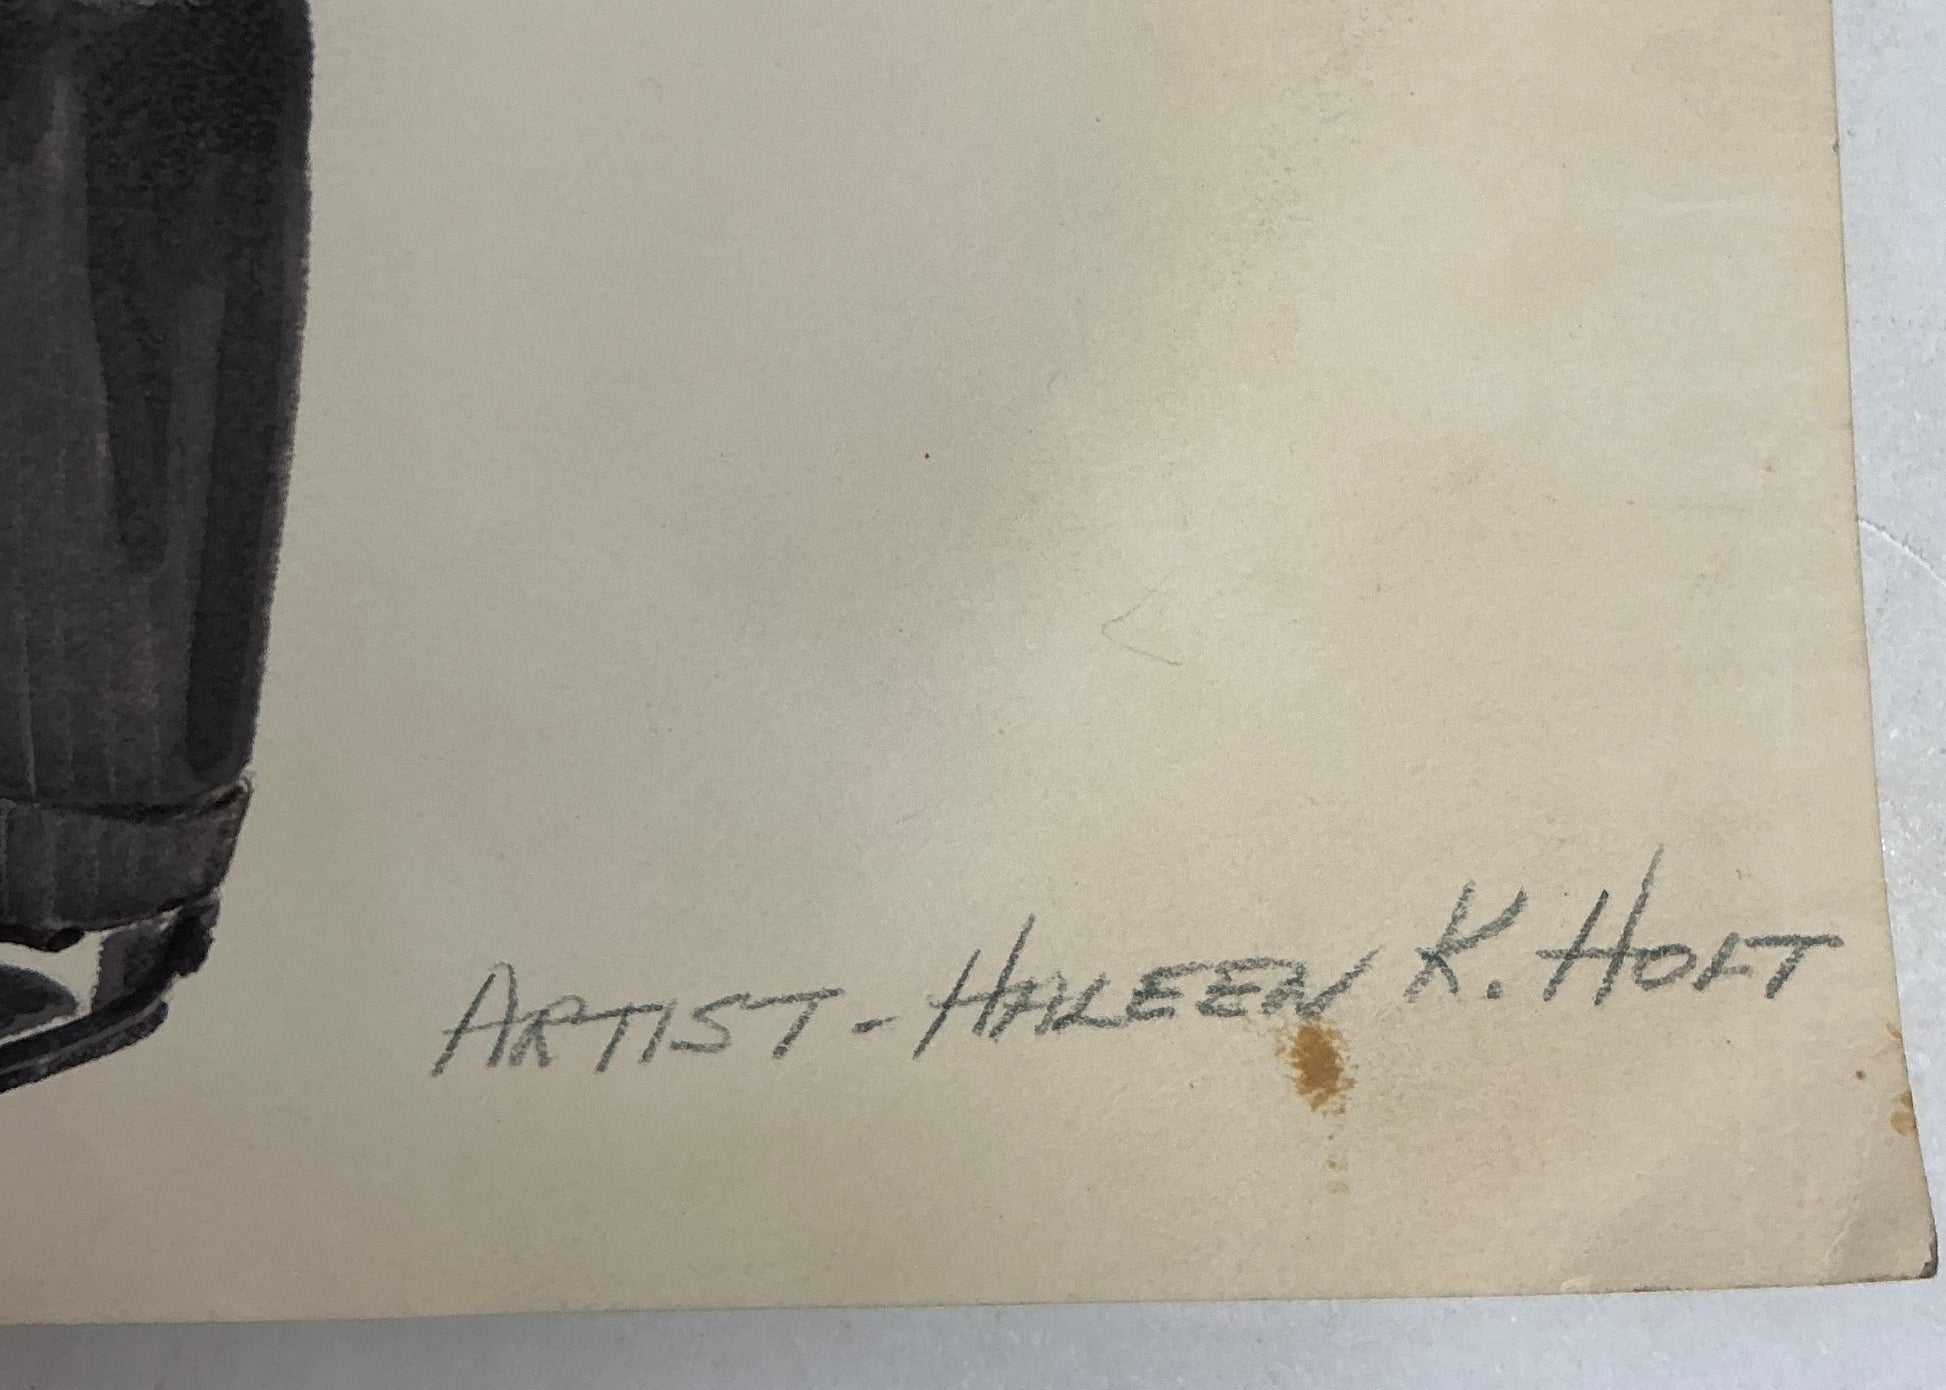 ARTIST - HALEEN K. HOFT